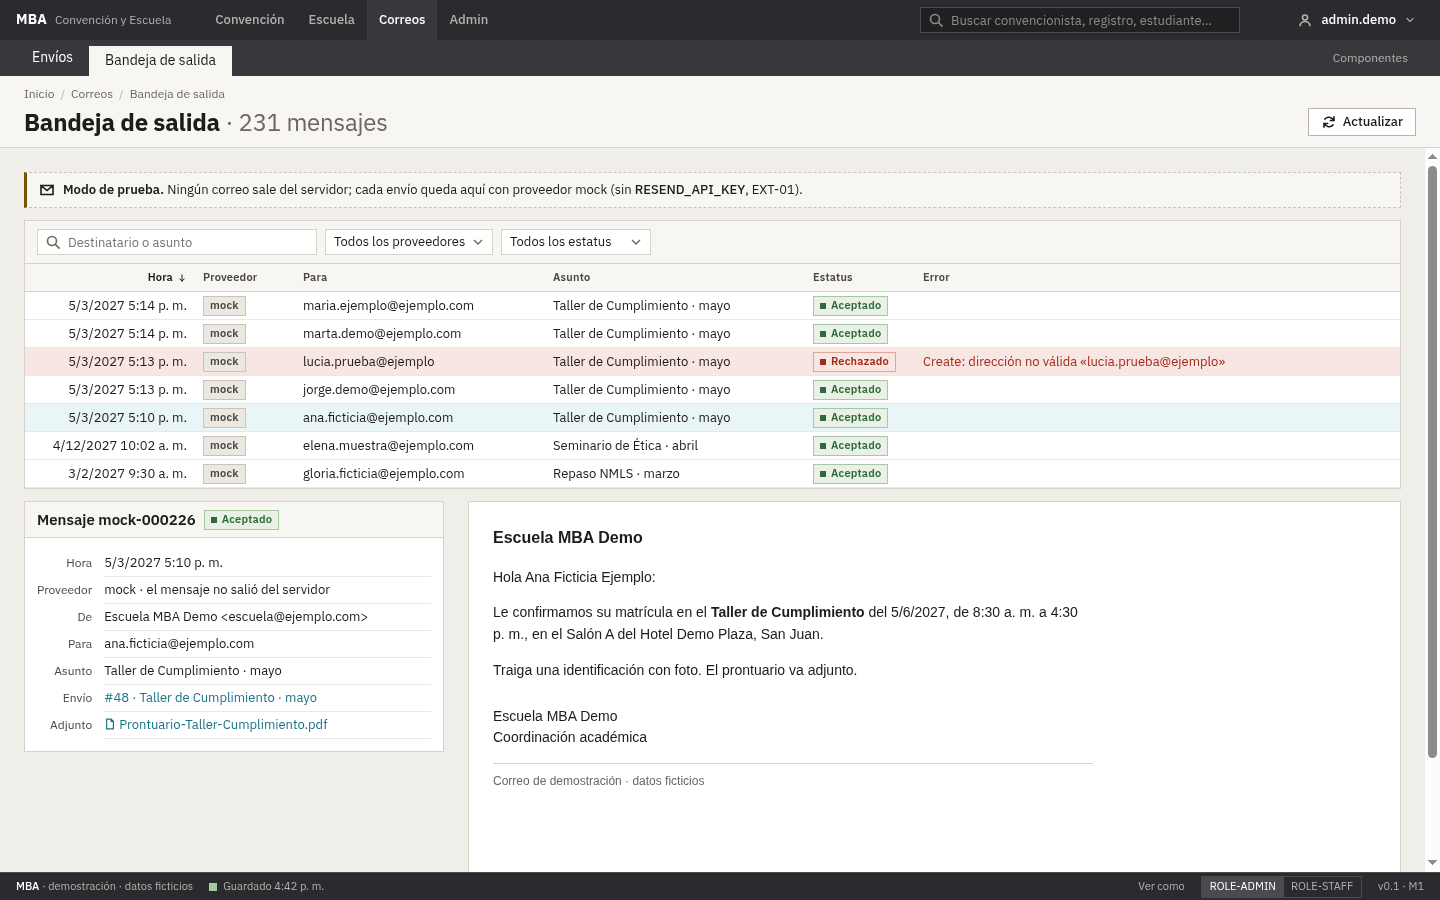 MBA Convención y Escuela Convención Escuela Correos Admin Buscar convencionista, registro, estudiante... admin.demo
Envíos Bandeja de salida Componentes
Inicio / Correos / Bandeja de salida
Bandeja de salida · 231 mensajes Actualizar
Modo de prueba. Ningún correo sale del servidor; cada envío queda aquí con proveedor mock (sin RESEND_API_KEY, EXT-01).
Destinatario o asunto Todos los proveedores Todos los estatus
Hora ↓ Proveedor Para Asunto Estatus Error
5/3/2027 5:14 p. m. mock maria.ejemplo@ejemplo.com Taller de Cumplimiento · mayo Aceptado
5/3/2027 5:14 p. m. mock marta.demo@ejemplo.com Taller de Cumplimiento · mayo Aceptado
5/3/2027 5:13 p. m. mock lucia.prueba@ejemplo Taller de Cumplimiento · mayo Rechazado Create: dirección no válida «lucia.prueba@ejemplo»
5/3/2027 5:13 p. m. mock jorge.demo@ejemplo.com Taller de Cumplimiento · mayo Aceptado
5/3/2027 5:10 p. m. mock ana.ficticia@ejemplo.com Taller de Cumplimiento · mayo Aceptado
4/12/2027 10:02 a. m. mock elena.muestra@ejemplo.com Seminario de Ética · abril Aceptado
3/2/2027 9:30 a. m. mock gloria.ficticia@ejemplo.com Repaso NMLS · marzo Aceptado
Mensaje mock-000226 Aceptado
Hora 5/3/2027 5:10 p. m.
Proveedor mock · el mensaje no salió del servidor
De Escuela MBA Demo <escuela@ejemplo.com>
Para ana.ficticia@ejemplo.com
Asunto Taller de Cumplimiento · mayo
Envío #48 · Taller de Cumplimiento · mayo
Adjunto Prontuario-Taller-Cumplimiento.pdf
Escuela MBA Demo
Hola Ana Ficticia Ejemplo:
Le confirmamos su matrícula en el Taller de Cumplimiento del 5/6/2027, de 8:30 a. m. a 4:30
p. m., en el Salón A del Hotel Demo Plaza, San Juan.
Traiga una identificación con foto. El prontuario va adjunto.
Escuela MBA Demo
Coordinación académica
Correo de demostración · datos ficticios
MBA · demostración · datos ficticios Guardado 4:42 p. m. Ver como ROLE-ADMIN ROLE-STAFF v0.1 · M1